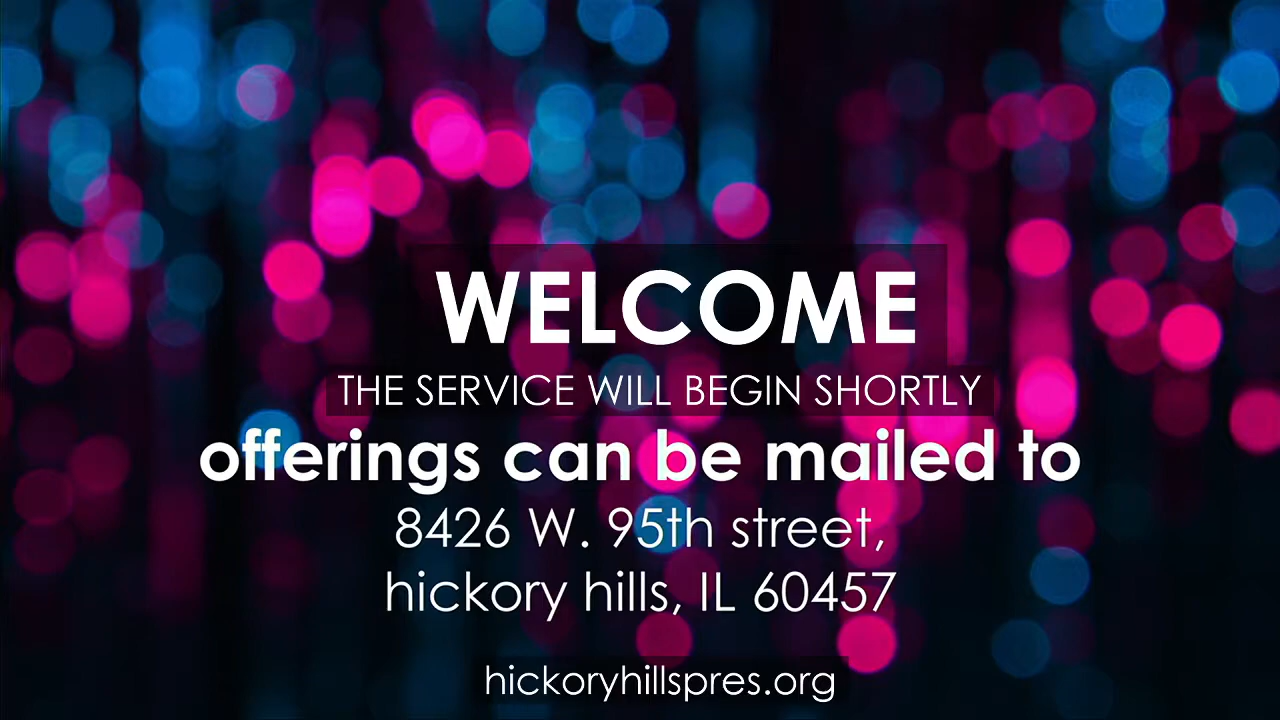 WELCOME
THE SERVICE WILL BEGIN SHORTLY
offerings can be mailed to
8426 W. 95th street,
hickory hills, IL 60457
hickoryhillspres.org